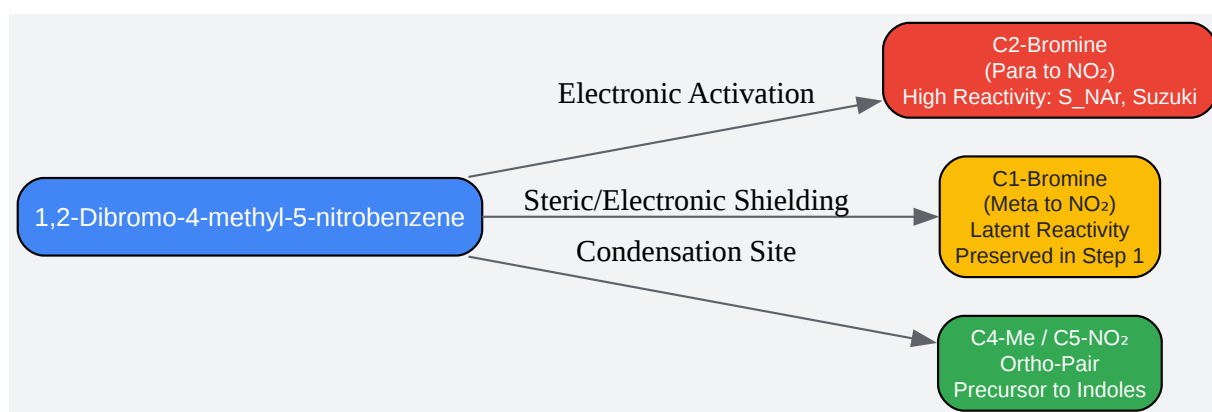 C2-Bromine
(Para to NO₂)
High Reactivity: S_NAr, Suzuki
Electronic Activation
1,2-Dibromo-4-methyl-5-nitrobenzene
Steric/Electronic Shielding
C1-Bromine
(Meta to NO₂)
Latent Reactivity
Preserved in Step 1
Condensation Site
C4-Me / C5-NO₂
Ortho-Pair
Precursor to Indoles